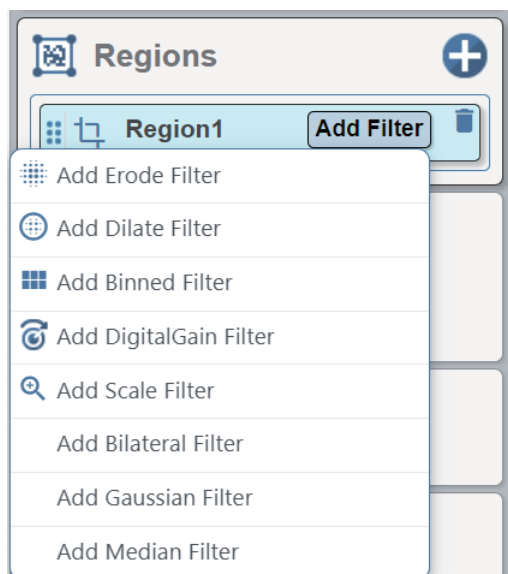 Regions
Region1 Add Filter
Add Erode Filter
Add Dilate Filter
Add Binned Filter
Add DigitalGain Filter
Add Scale Filter
Add Bilateral Filter
Add Gaussian Filter
Add Median Filter